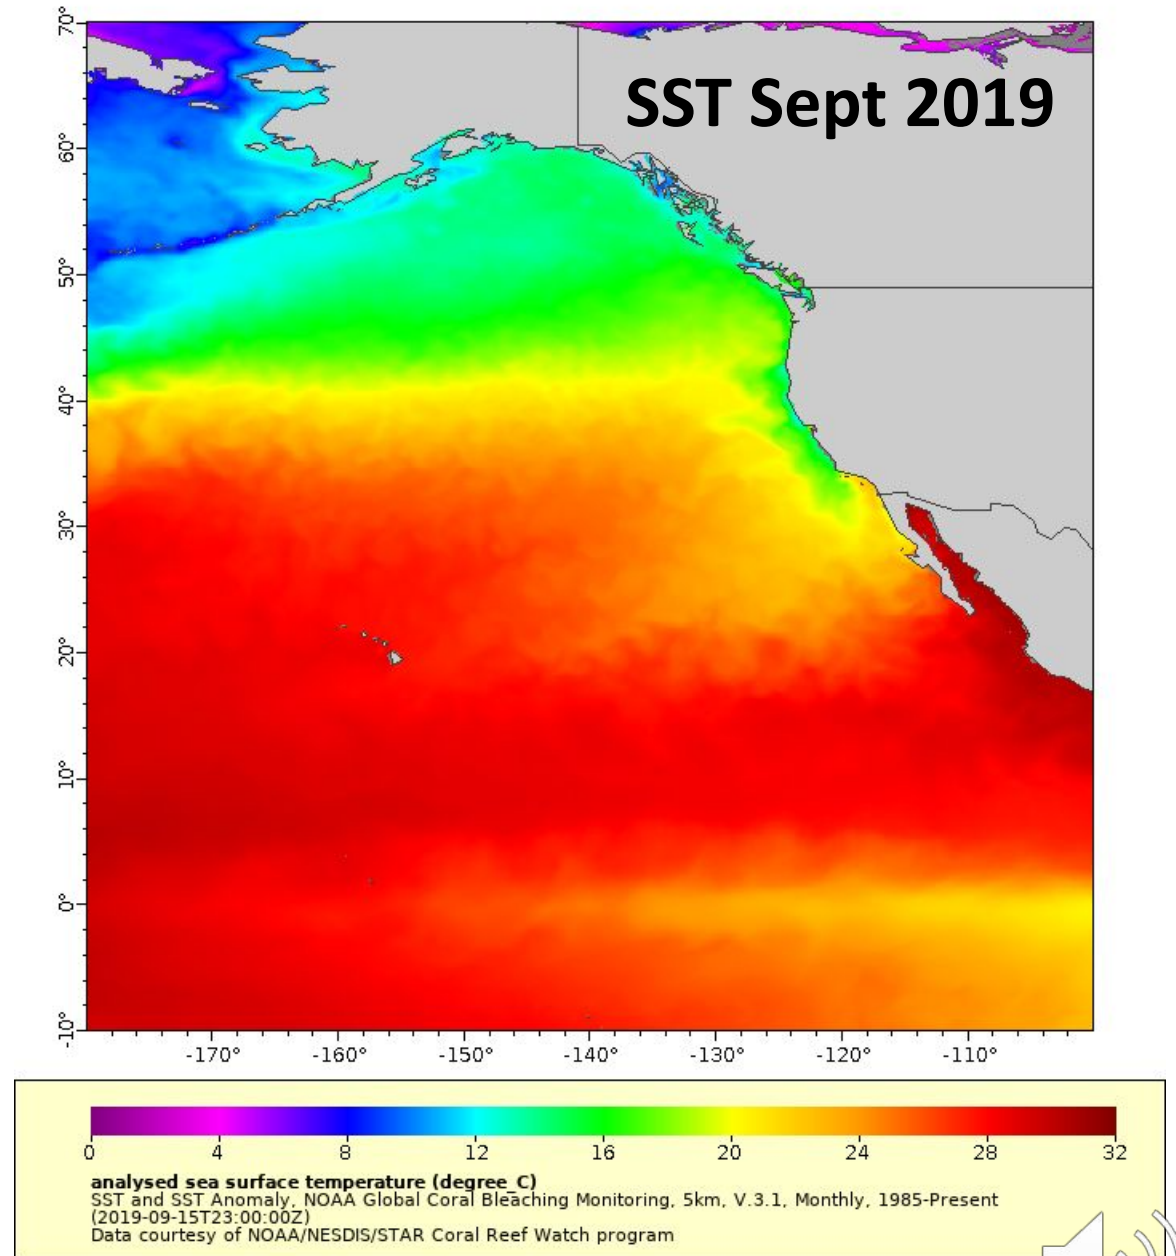 70°
SST Sept 2019
60°
50°
40°
30°
20°
10°
0°
-10°
-170° -160° -150° -140° -130° -120° -110°
0 4 8 12 16 20 24 28 32
analysed sea surface temperature (degree_C)
SST and SST Anomaly, NOAA Global Coral Bleaching Monitoring, 5km, V.3.1, Monthly, 1985-Present
(2019-09-15T23:00:00Z)
Data courtesy of NOAA/NESDIS/STAR Coral Reef Watch program